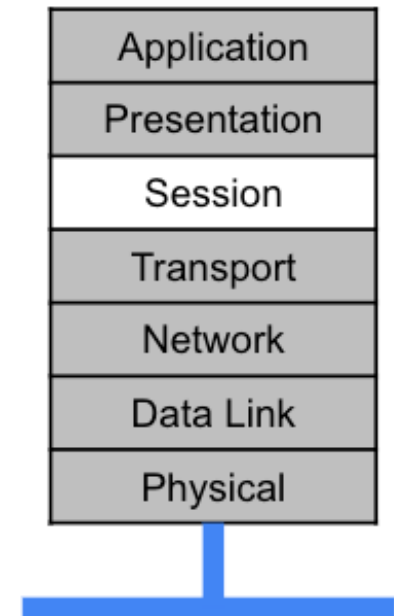 Application
Presentation
Session
Transport
Network
Data Link
Physical